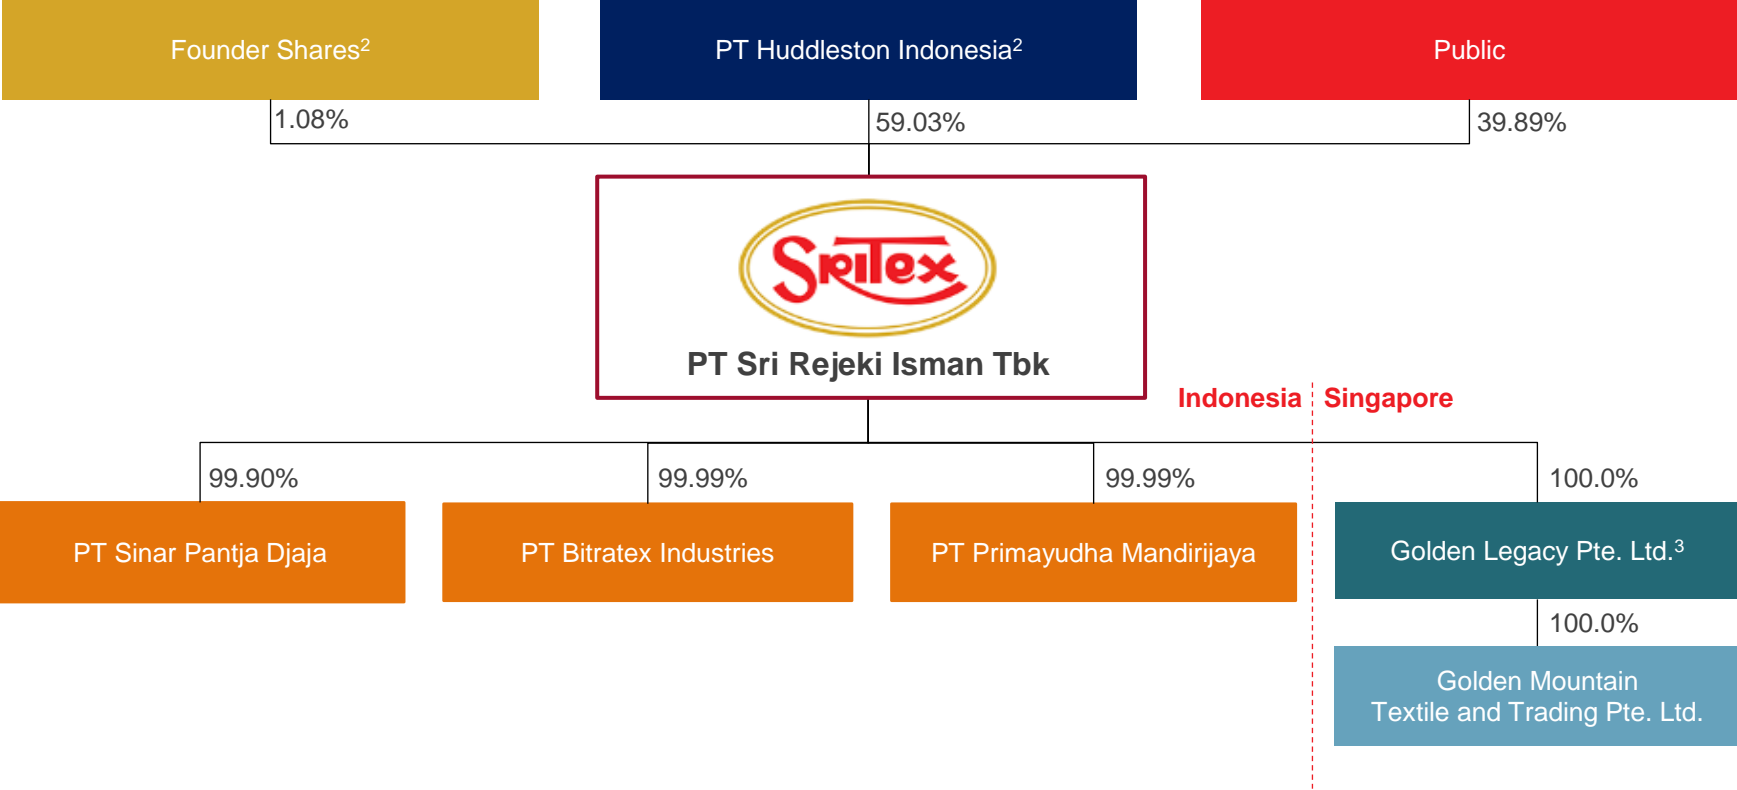 Founder Shares²
PT Huddleston Indonesia²
Public
1.08%
59.03%
39.89%
SRITex
PT Sri Rejeki Isman Tbk
Indonesia
Singapore
99.90%
99.99%
99.99%
100.0%
PT Sinar Pantja Djaja
PT Bitratex Industries
PT Primayudha Mandirijaya
Golden Legacy Pte. Ltd.³
100.0%
Golden Mountain
Textile and Trading Pte. Ltd.